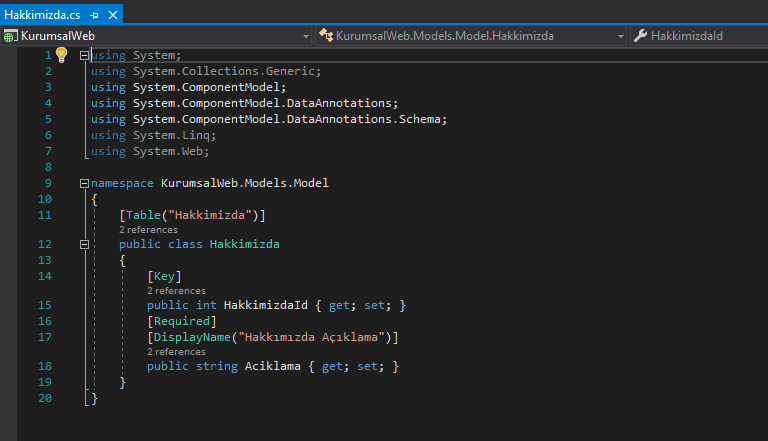 Hakkimizda.cs
KurumsalWeb KurumsalWeb.Models.Model.Hakkimizda HakkimizdaId
1 using System;
2 using System.Collections.Generic;
3 using System.ComponentModel;
4 using System.ComponentModel.DataAnnotations;
5 using System.ComponentModel.DataAnnotations.Schema;
6 using System.Linq;
7 using System.Web;
8
9 namespace KurumsalWeb.Models.Model
10 {
11 [Table("Hakkimizda")]
2 references
12 public class Hakkimizda
13 {
14 [Key]
2 references
15 public int HakkimizdaId { get; set; }
16 [Required]
17 [DisplayName("Hakkımızda Açıklama")]
2 references
18 public string Aciklama { get; set; }
19 }
20 }